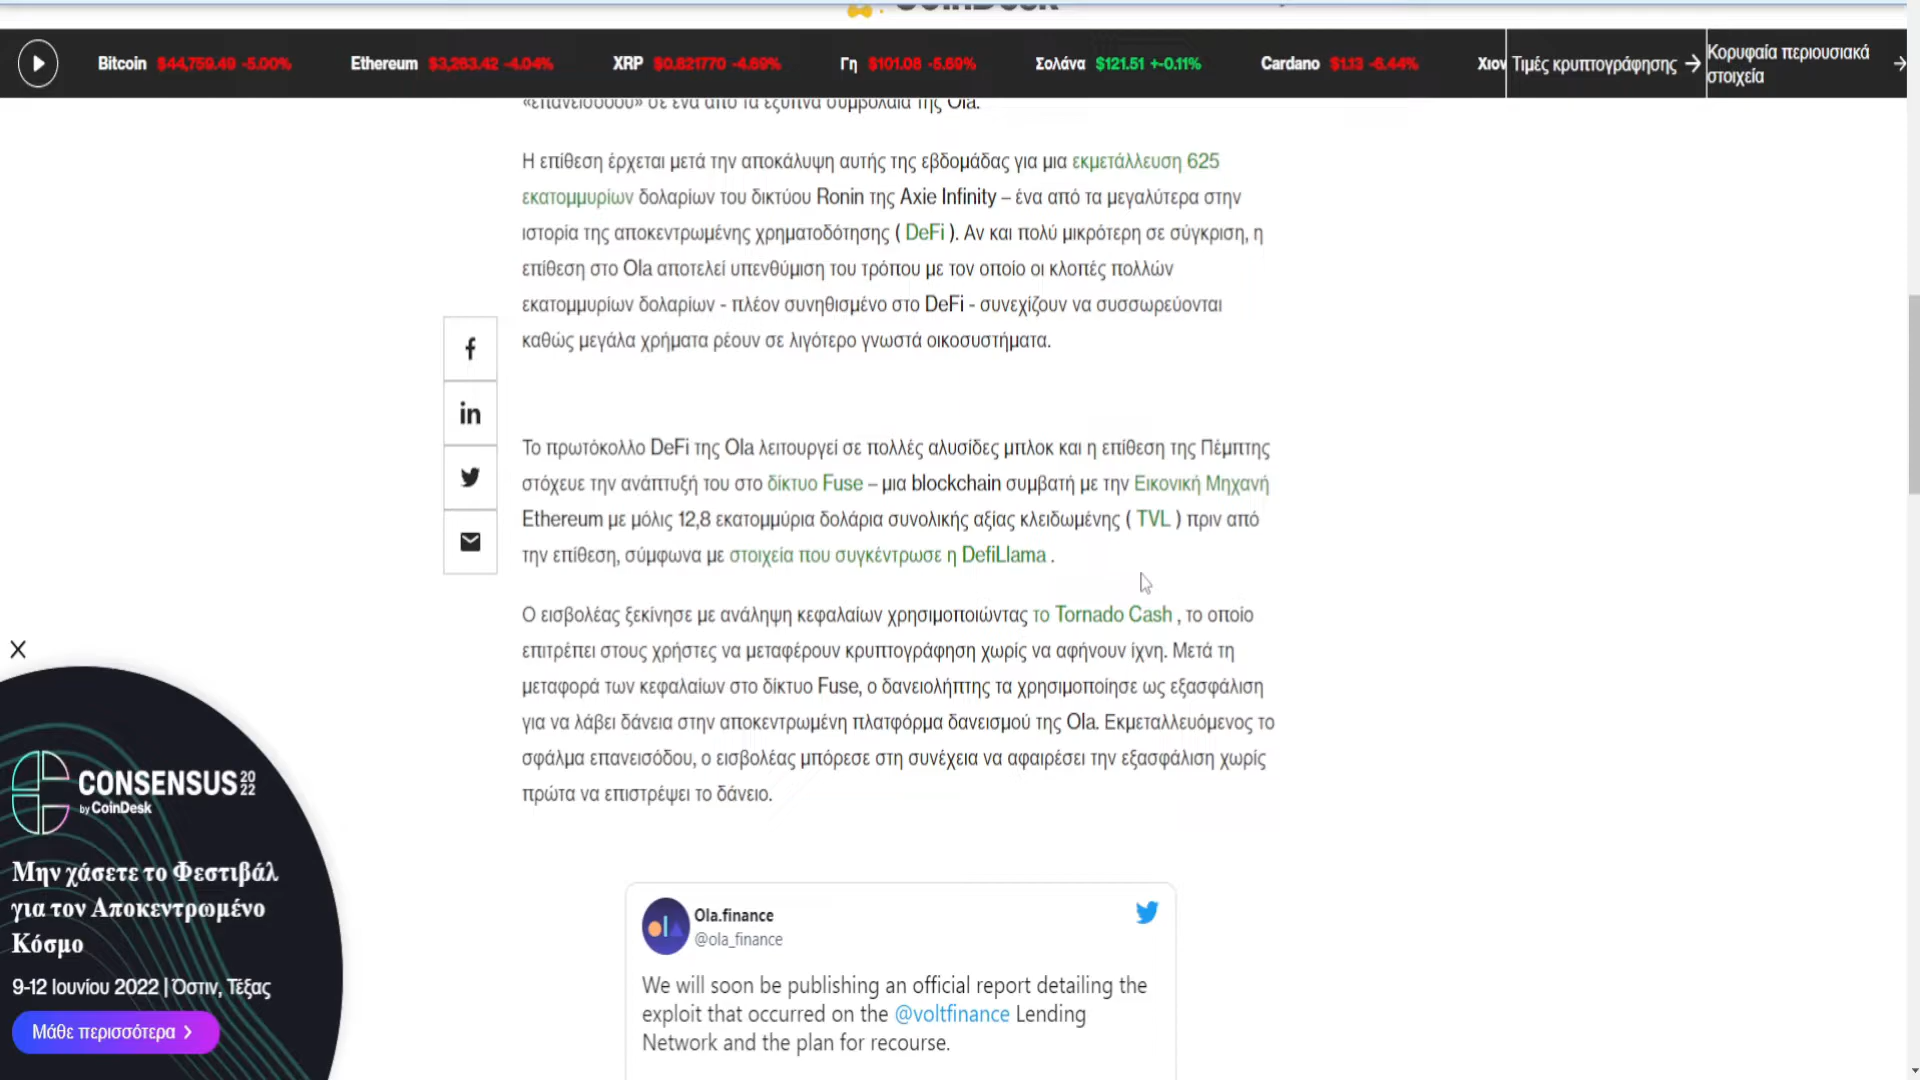 CoinDesk
Bitcoin $44,759.49 -5.00% Ethereum $3,263.42 -4.04% XRP $0.821770 -4.69% Γη $101.08 -5.69% Σολάνα $121.51 +-0.11% Cardano $1.13 -6.44% Χιον Τιμές κρυπτογράφησης → Κορυφαία περιουσιακά στοιχεία →
«επανεισόδου» σε ένα από τα έξυπνα συμβόλαια της Ola.
Η επίθεση έρχεται μετά την αποκάλυψη αυτής της εβδομάδας για μια εκμετάλλευση 625
εκατομμυρίων δολαρίων του δικτύου Ronin της Axie Infinity – ένα από τα μεγαλύτερα στην
ιστορία της αποκεντρωμένης χρηματοδότησης ( DeFi ). Αν και πολύ μικρότερη σε σύγκριση, η
επίθεση στο Ola αποτελεί υπενθύμιση του τρόπου με τον οποίο οι κλοπές πολλών
εκατομμυρίων δολαρίων - πλέον συνηθισμένο στο DeFi - συνεχίζουν να συσσωρεύονται
καθώς μεγάλα χρήματα ρέουν σε λιγότερο γνωστά οικοσυστήματα.
Το πρωτόκολλο DeFi της Ola λειτουργεί σε πολλές αλυσίδες μπλοκ και η επίθεση της Πέμπτης
στόχευε την ανάπτυξή του στο δίκτυο Fuse – μια blockchain συμβατή με την Εικονική Μηχανή
Ethereum με μόλις 12,8 εκατομμύρια δολάρια συνολικής αξίας κλειδωμένης ( TVL ) πριν από
την επίθεση, σύμφωνα με στοιχεία που συγκέντρωσε η DefiLlama .
Ο εισβολέας ξεκίνησε με ανάληψη κεφαλαίων χρησιμοποιώντας το Tornado Cash , το οποίο
επιτρέπει στους χρήστες να μεταφέρουν κρυπτογράφηση χωρίς να αφήνουν ίχνη. Μετά τη
μεταφορά των κεφαλαίων στο δίκτυο Fuse, ο δανειολήπτης τα χρησιμοποίησε ως εξασφάλιση
για να λάβει δάνεια στην αποκεντρωμένη πλατφόρμα δανεισμού της Ola. Εκμεταλλευόμενος το
σφάλμα επανεισόδου, ο εισβολέας μπόρεσε στη συνέχεια να αφαιρέσει την εξασφάλιση χωρίς
πρώτα να επιστρέψει το δάνειο.
CONSENSUS 2022
by CoinDesk
Μην χάσετε το Φεστιβάλ
για τον Αποκεντρωμένο
Κόσμο
9-12 Ιουνίου 2022 | Όστιν, Τέξας
Μάθε περισσότερα >
ola
Ola.finance
@ola_finance
We will soon be publishing an official report detailing the
exploit that occurred on the @voltfinance Lending
Network and the plan for recourse.